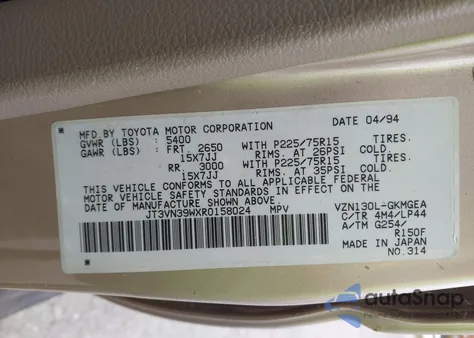 MFD BY TOYOTA MOTOR CORPORATION DATE 04/94
GVWR (LBS) : 5400
GAWR (LBS) : FRT. 2650 WITH P225/75R15 TIRES.
15X7JJ RIMS. AT 26PSI COLD.
RR. 3000 WITH P225/75R15 TIRES.
15X7JJ RIMS. AT 35PSI COLD.
THIS VEHICLE CONFORMS TO ALL APPLICABLE FEDERAL
MOTOR VEHICLE SAFETY STANDARDS IN EFFECT ON THE
DATE OF MANUFACTURE SHOWN ABOVE.
JT3VN39WXR0158024 MPV VZN130L-GKMGEA
C/TR 4M4/LP44
A/TM G254/
R150F
MADE IN JAPAN
NO.314
autoSnap